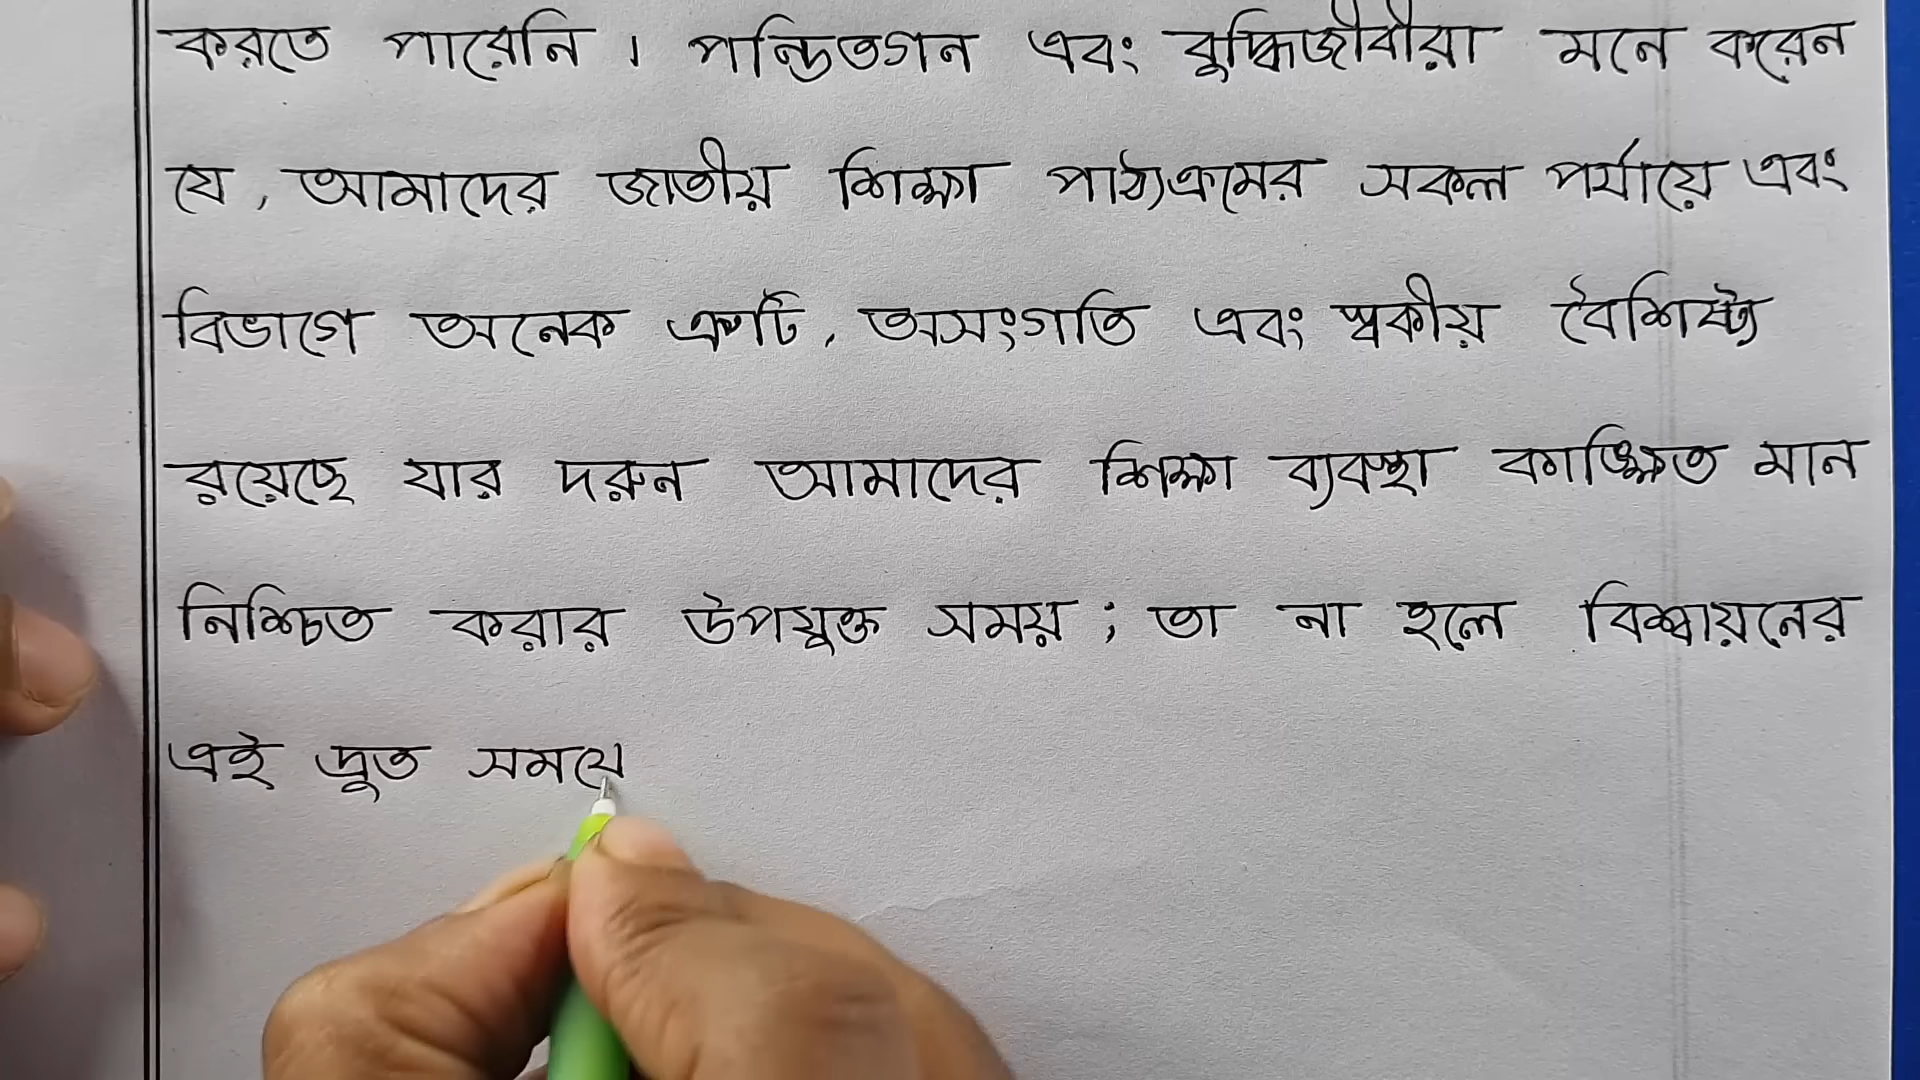 করতে পারেনি। পন্ডিতগন এবং বুদ্ধিজীবীরা মনে করেন
যে, আমাদের জাতীয় শিক্ষা পাঠ্যক্রমের সকল পর্যায়ে এবং
বিভাগে অনেক ত্রুটি, অসংগতি এবং স্বকীয় বৈশিষ্ট্য
রয়েছে যার দরুন আমাদের শিক্ষা ব্যবস্থা কাঙ্ক্ষিত মান
নিশ্চিত করার উপযুক্ত সময়; তা না হলে বিশ্বায়নের
এই দ্রুত সময়ে